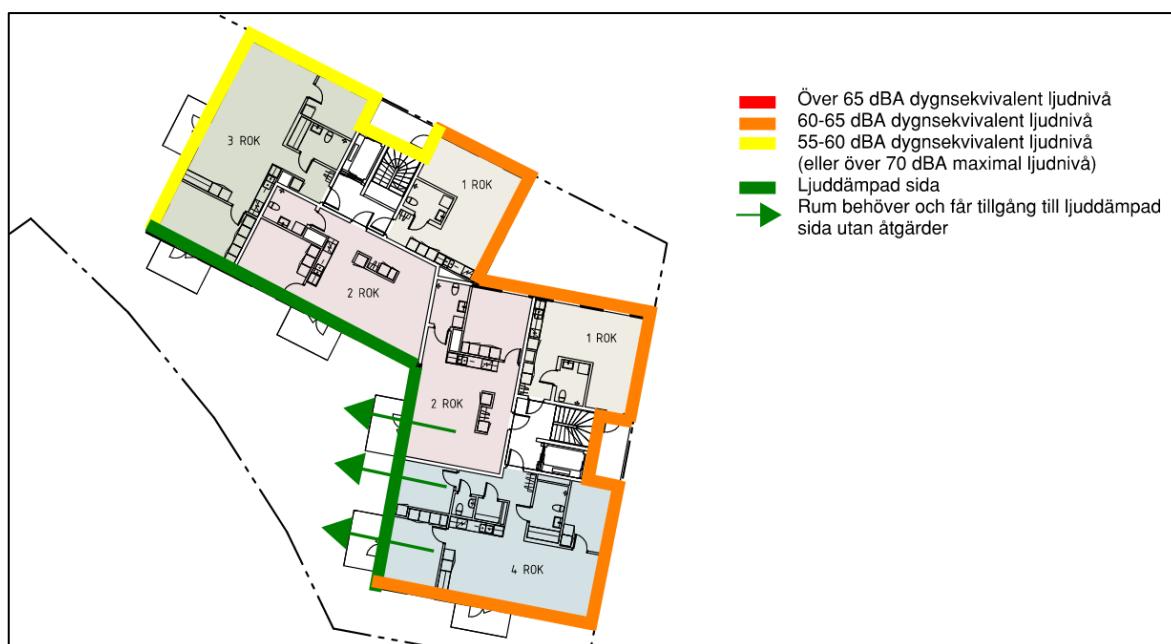 Över 65 dBA dygnsekvivalent ljudnivå
60-65 dBA dygnsekvivalent ljudnivå
55-60 dBA dygnsekvivalent ljudnivå
(eller över 70 dBA maximal ljudnivå)
Ljuddämpad sida
Rum behöver och får tillgång till ljuddämpad
sida utan åtgärder
3 ROK
1 ROK
2 ROK
1 ROK
2 ROK
4 ROK